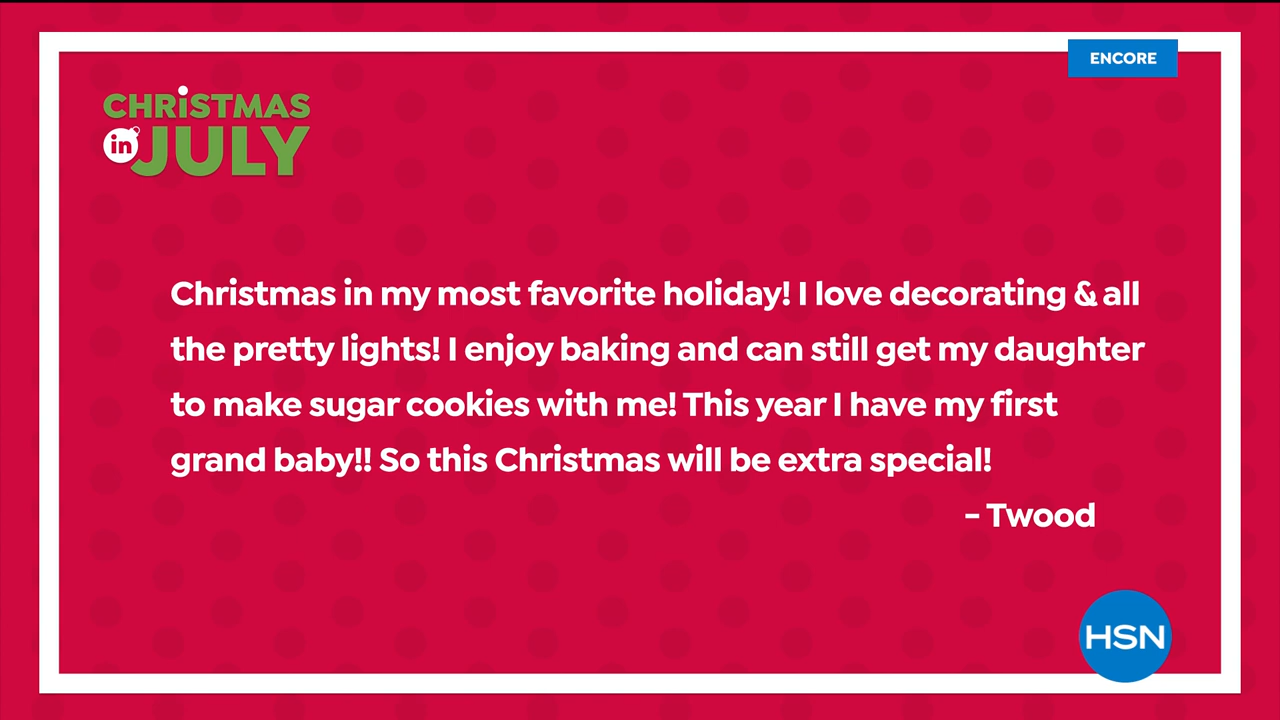 ENCORE
CHRiSTMAS
in JULY
Christmas in my most favorite holiday! I love decorating & all
the pretty lights! I enjoy baking and can still get my daughter
to make sugar cookies with me! This year I have my first
grand baby!! So this Christmas will be extra special!
- Twood
HSN